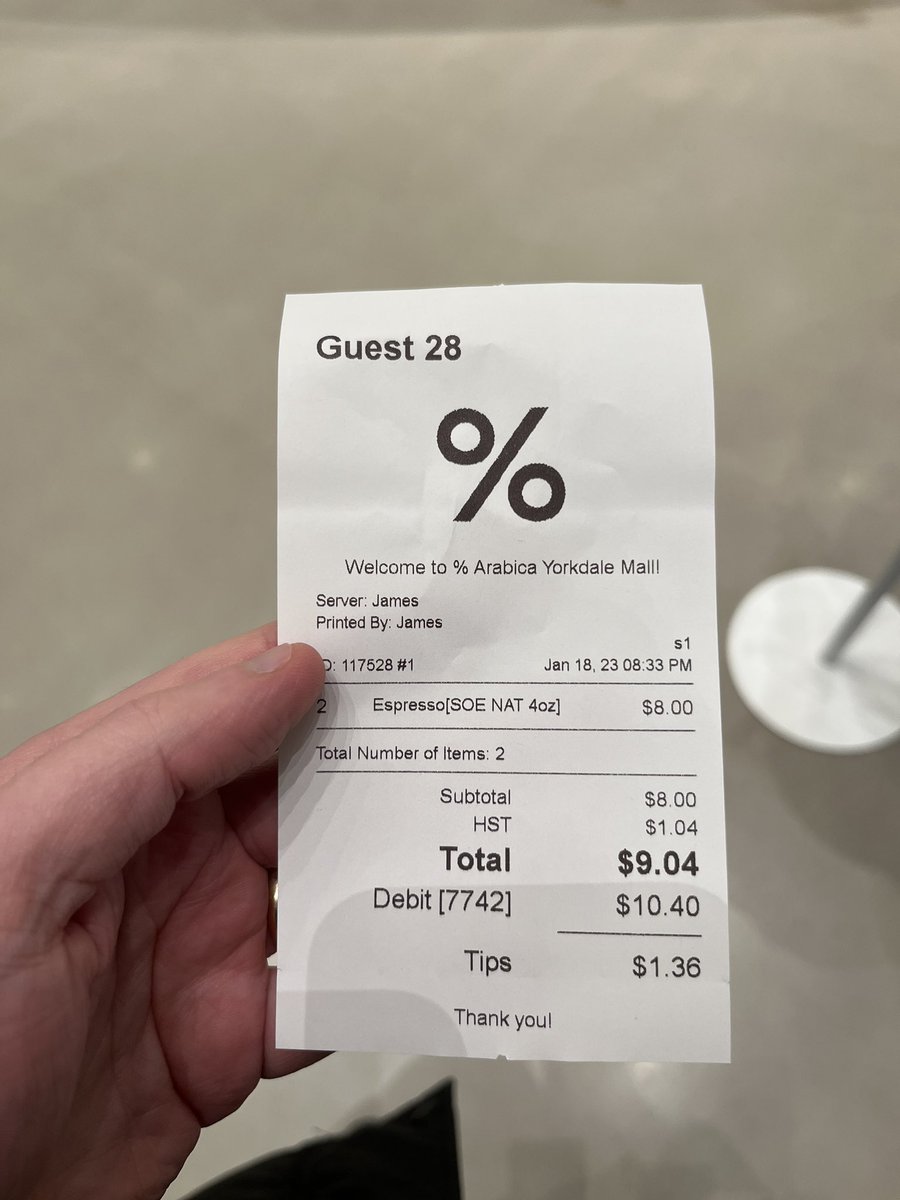 Guest 28
%
Welcome to % Arabica Yorkdale Mall!
Server: James
Printed By: James
s1
: 117528 #1 Jan 18, 23 08:33 PM
2 Espresso[SOE NAT 4oz] $8.00
Total Number of Items: 2
Subtotal $8.00
HST $1.04
Total $9.04
Debit [7742] $10.40
Tips $1.36
Thank you!